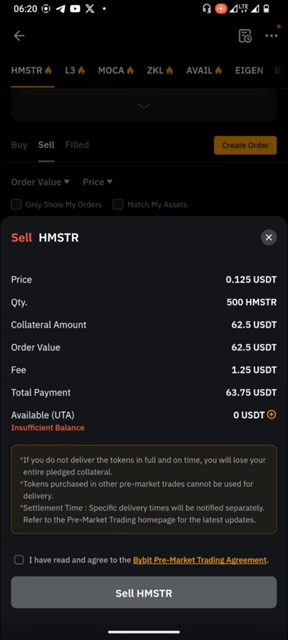 06:20
HMSTR🔥 L3🔥 MOCA🔥 ZKL🔥 AVAIL🔥 EIGEN
Buy Sell Filled Create Order
Order Value Price
Only Show My Orders Match My Assets
Sell HMSTR
Price 0.125 USDT
Qty. 500 HMSTR
Collateral Amount 62.5 USDT
Order Value 62.5 USDT
Fee 1.25 USDT
Total Payment 63.75 USDT
Available (UTA) 0 USDT
Insufficient Balance
*If you do not deliver the tokens in full and on time, you will lose your
entire pledged collateral.
*Tokens purchased in other pre-market trades cannot be used for
delivery.
*Settlement Time : Specific delivery times will be notified separately.
Refer to the Pre-Market Trading homepage for the latest updates.
I have read and agree to the Bybit Pre-Market Trading Agreement.
Sell HMSTR